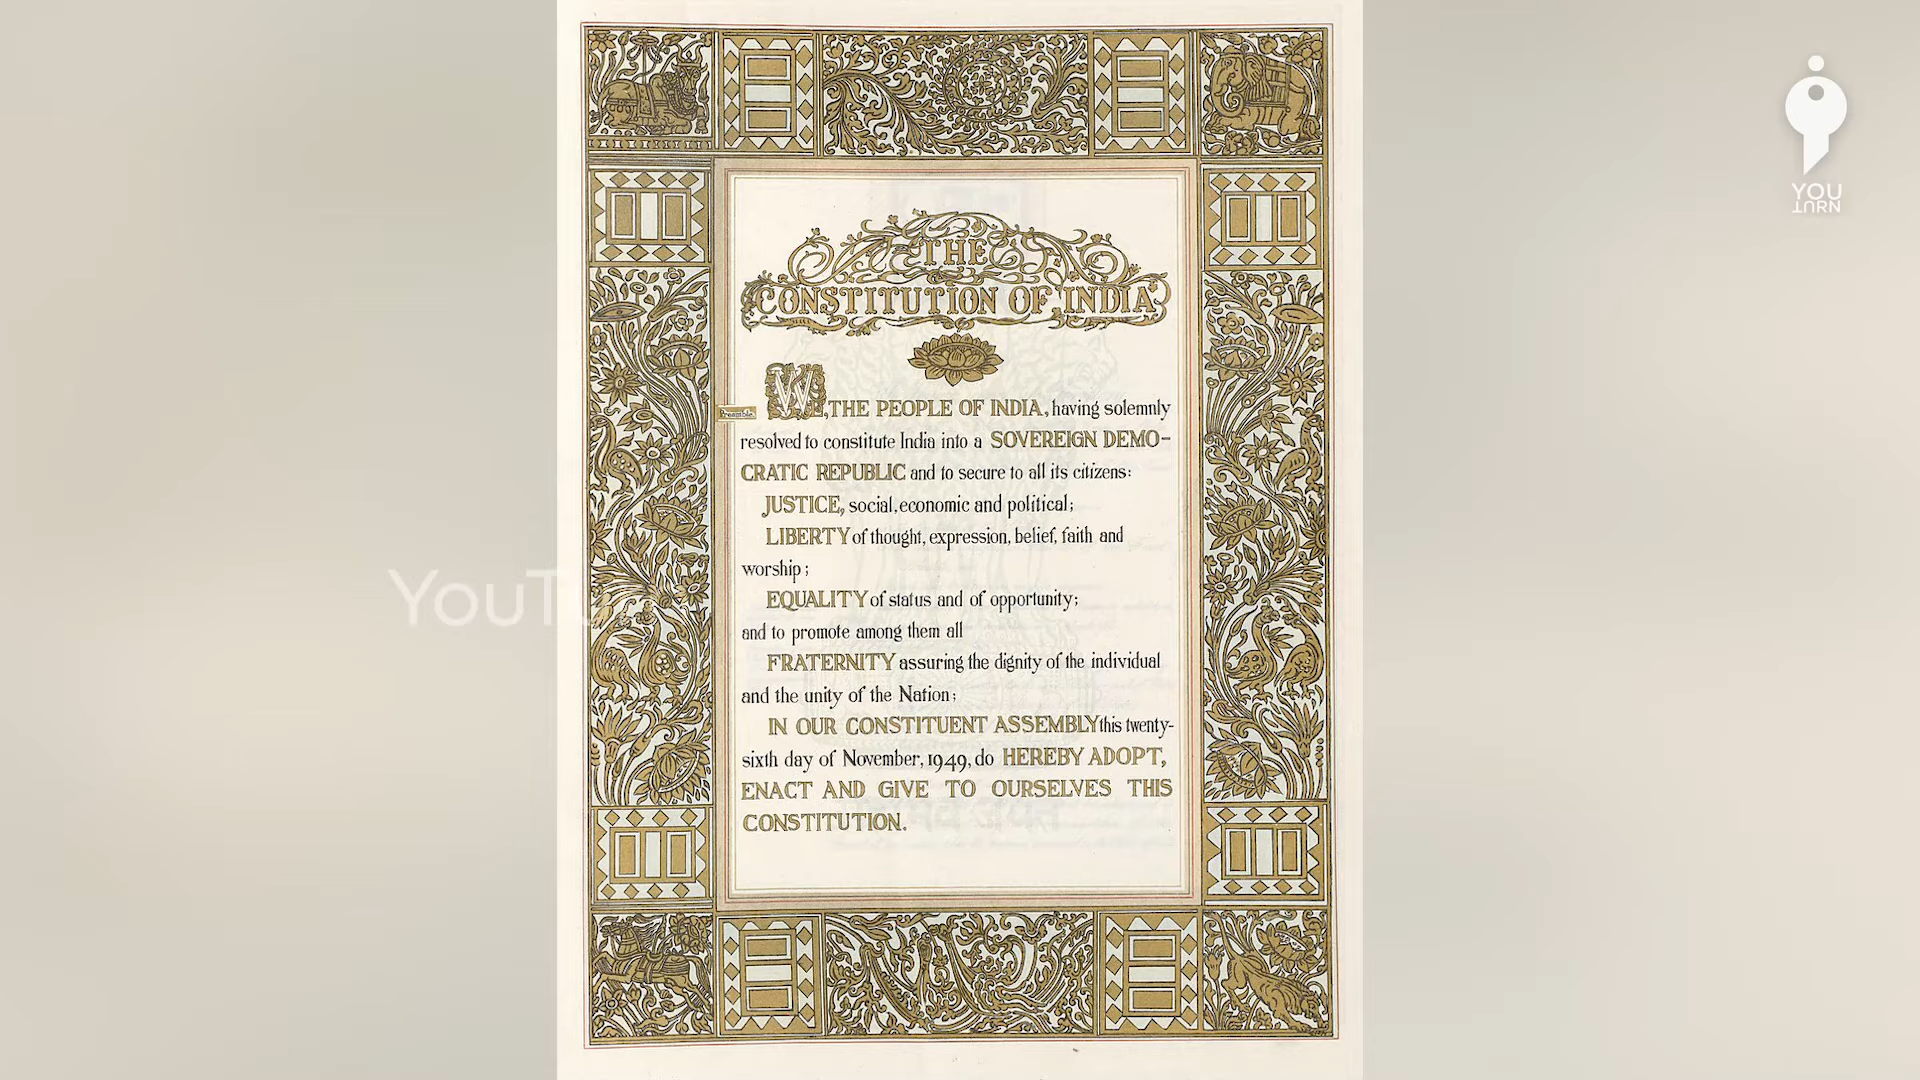 THE
CONSTITUTION OF INDIA
Preamble.
WE, THE PEOPLE OF INDIA, having solemnly
resolved to constitute India into a SOVEREIGN DEMO-
CRATIC REPUBLIC and to secure to all its citizens:
JUSTICE, social, economic and political;
LIBERTY of thought, expression, belief, faith and
worship;
EQUALITY of status and of opportunity;
and to promote among them all
FRATERNITY assuring the dignity of the individual
and the unity of the Nation;
IN OUR CONSTITUENT ASSEMBLY this twenty-
sixth day of November, 1949, do HEREBY ADOPT,
ENACT AND GIVE TO OURSELVES THIS
CONSTITUTION.
YOU
TURN